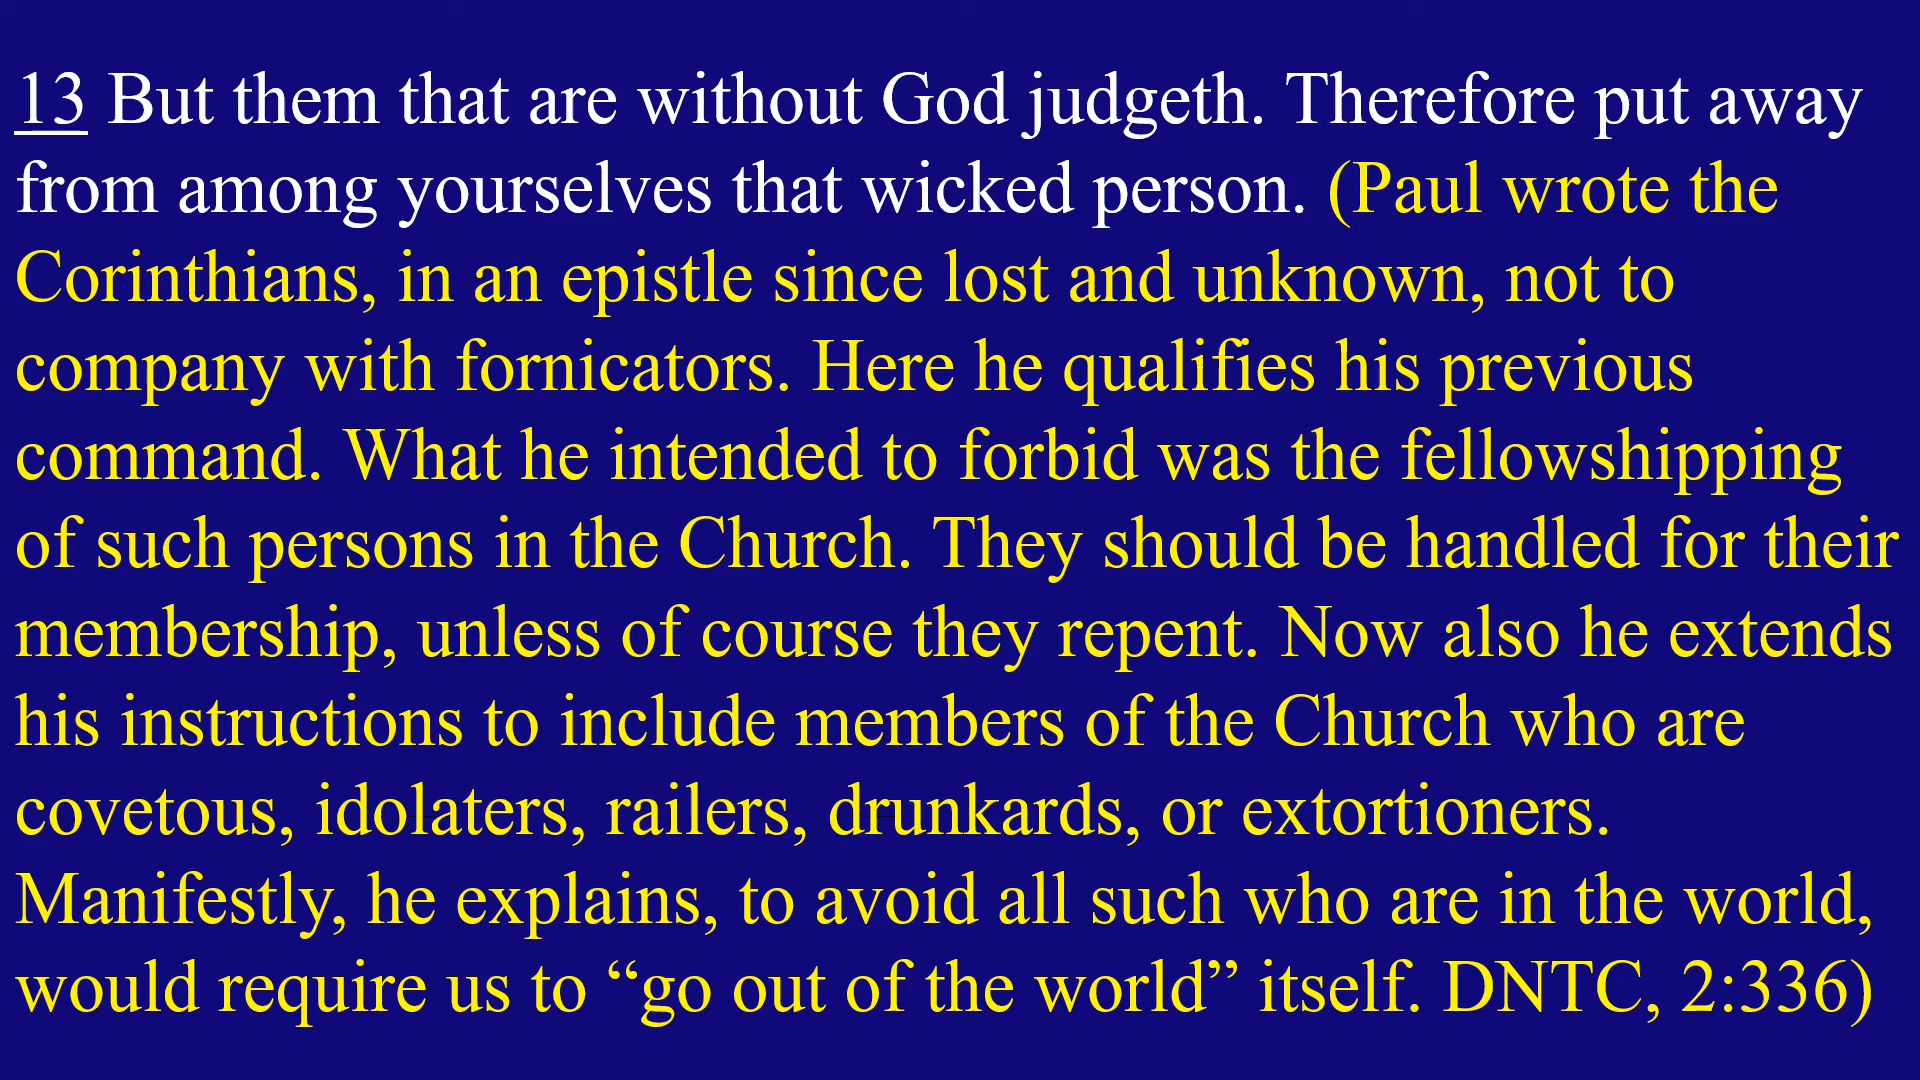 13 But them that are without God judgeth. Therefore put away
from among yourselves that wicked person. (Paul wrote the
Corinthians, in an epistle since lost and unknown, not to
company with fornicators. Here he qualifies his previous
command. What he intended to forbid was the fellowshipping
of such persons in the Church. They should be handled for their
membership, unless of course they repent. Now also he extends
his instructions to include members of the Church who are
covetous, idolaters, railers, drunkards, or extortioners.
Manifestly, he explains, to avoid all such who are in the world,
would require us to “go out of the world” itself. DNTC, 2:336)